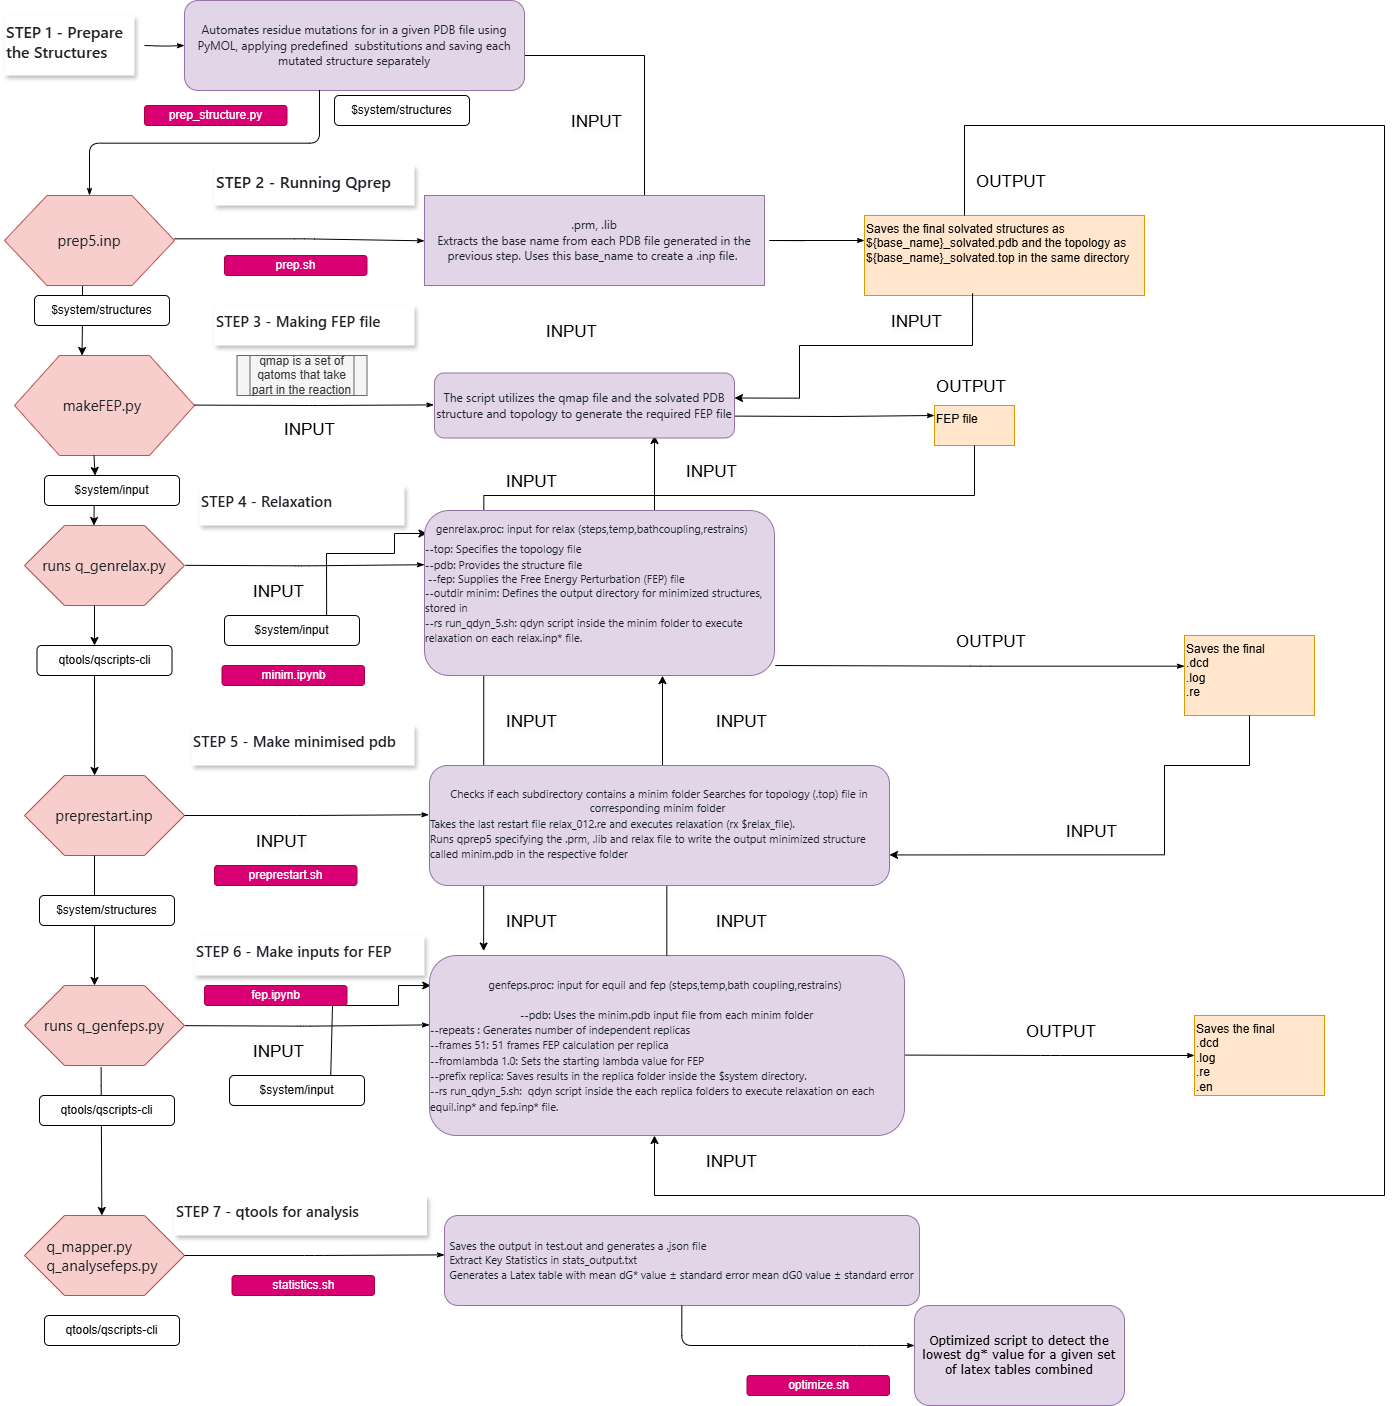 STEP 1 - Prepare
the Structures
Automates residue mutations for in a given PDB file using
PyMOL, applying predefined substitutions and saving each
mutated structure separately
prep_structure.py
$system/structures
INPUT
STEP 2 - Running Qprep
OUTPUT
prep5.inp
.prm, .lib
Extracts the base name from each PDB file generated in the
previous step. Uses this base_name to create a .inp file.
Saves the final solvated structures as
${base_name}_solvated.pdb and the topology as
${base_name}_solvated.top in the same directory
prep.sh
$system/structures
STEP 3 - Making FEP file
INPUT
INPUT
qmap is a set of
qatoms that take
part in the reaction
makeFEP.py
The script utilizes the qmap file and the solvated PDB
structure and topology to generate the required FEP file
OUTPUT
FEP file
INPUT
INPUT
INPUT
$system/input
STEP 4 - Relaxation
runs q_genrelax.py
genrelax.proc: input for relax (steps,temp,bathcoupling,restrains)
--top: Specifies the topology file
--pdb: Provides the structure file
--fep: Supplies the Free Energy Perturbation (FEP) file
--outdir minim: Defines the output directory for minimized structures,
stored in
--rs run_qdyn_5.sh: qdyn script inside the minim folder to execute
relaxation on each relax.inp* file.
INPUT
$system/input
qtools/qscripts-cli
minim.ipynb
OUTPUT
Saves the final
.dcd
.log
.re
INPUT
INPUT
STEP 5 - Make minimised pdb
preprestart.inp
Checks if each subdirectory contains a minim folder Searches for topology (.top) file in
corresponding minim folder
Takes the last restart file relax_012.re and executes relaxation (rx $relax_file).
Runs qprep5 specifying the .prm, .lib and relax file to write the output minimized structure
called minim.pdb in the respective folder
INPUT
INPUT
preprestart.sh
$system/structures
INPUT
INPUT
STEP 6 - Make inputs for FEP
fep.ipynb
runs q_genfeps.py
genfeps.proc: input for equil and fep (steps,temp,bath coupling,restrains)
--pdb: Uses the minim.pdb input file from each minim folder
--repeats : Generates number of independent replicas
--frames 51: 51 frames FEP calculation per replica
--fromlambda 1.0: Sets the starting lambda value for FEP
--prefix replica: Saves results in the replica folder inside the $system directory.
--rs run_qdyn_5.sh: qdyn script inside the each replica folders to execute relaxation on each
equil.inp* and fep.inp* file.
INPUT
$system/input
qtools/qscripts-cli
OUTPUT
Saves the final
.dcd
.log
.re
.en
INPUT
STEP 7 - qtools for analysis
q_mapper.py
q_analysefeps.py
Saves the output in test.out and generates a .json file
Extract Key Statistics in stats_output.txt
Generates a Latex table with mean dG* value ± standard error mean dG0 value ± standard error
statistics.sh
qtools/qscripts-cli
Optimized script to detect the
lowest dg* value for a given set
of latex tables combined
optimize.sh